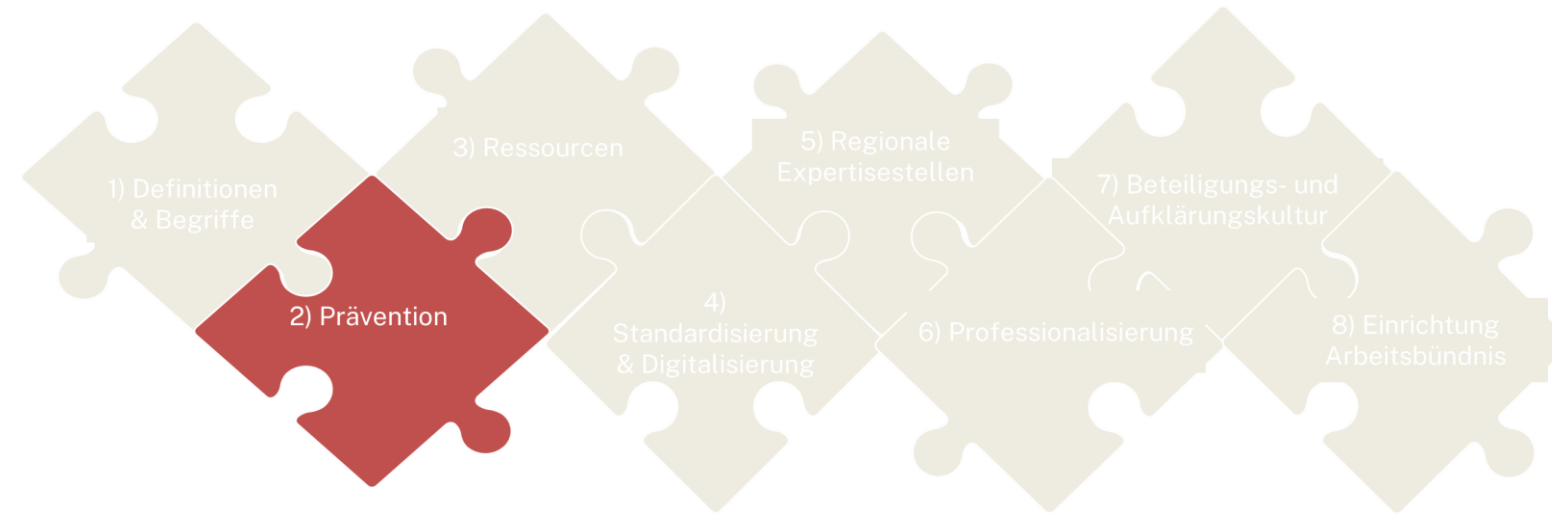 1) Definitionen
& Begriffe
2) Prävention
3) Ressourcen
4)
Standardisierung
& Digitalisierung
5) Regionale
Expertisestellen
6) Professionalisierung
7) Beteiligungs- und
Aufklärungskultur
8) Einrichtung
Arbeitsbündnis